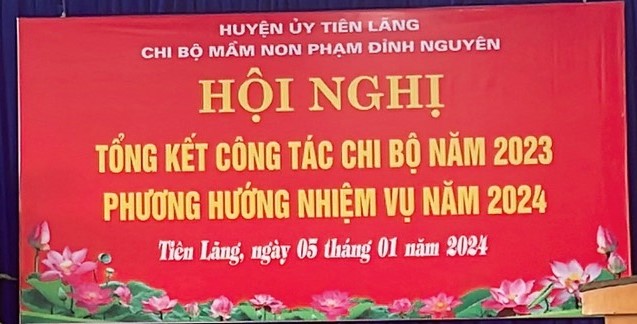 HUYỆN ỦY TIÊN LÃNG
CHI BỘ MẦM NON PHẠM ĐÌNH NGUYÊN
HỘI NGHỊ
TỔNG KẾT CÔNG TÁC CHI BỘ NĂM 2023
PHƯƠNG HƯỚNG NHIỆM VỤ NĂM 2024
Tiên Lãng, ngày 05 tháng 01 năm 2024